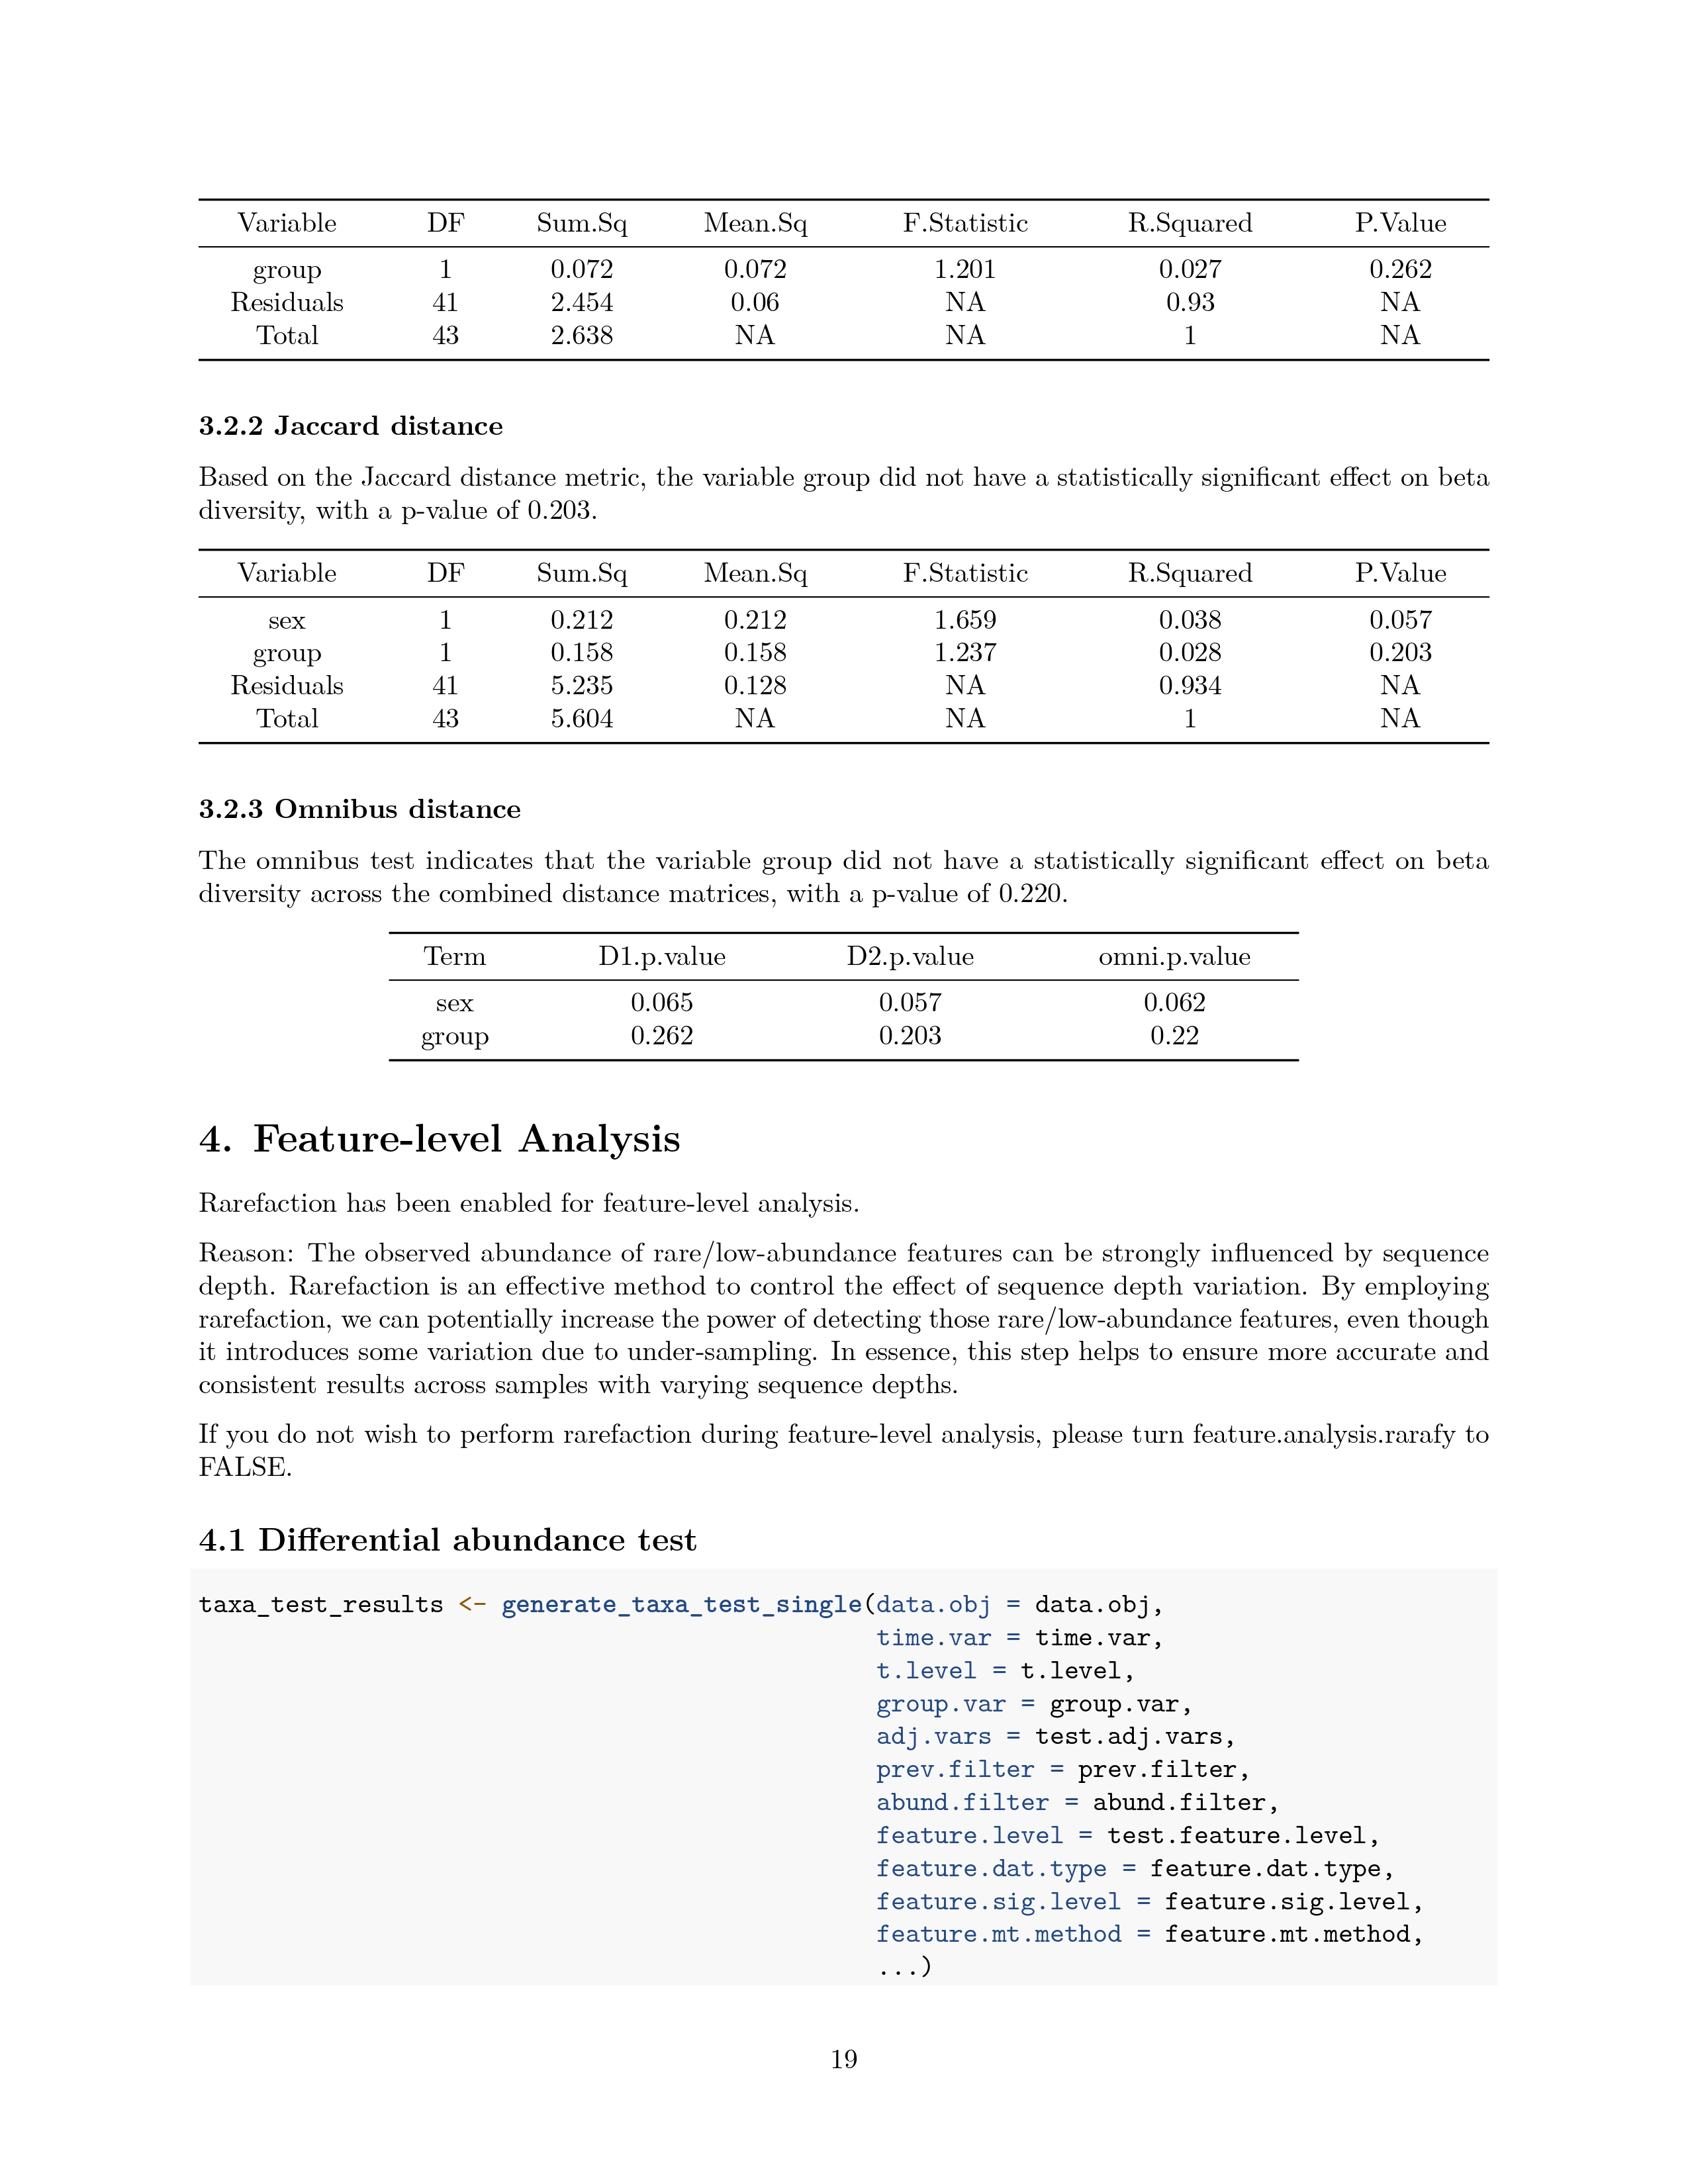 Variable DF Sum.Sq Mean.Sq F.Statistic R.Squared P.Value
group 1 0.072 0.072 1.201 0.027 0.262
Residuals 41 2.454 0.06 NA 0.93 NA
Total 43 2.638 NA NA 1 NA
3.2.2 Jaccard distance
Based on the Jaccard distance metric, the variable group did not have a statistically significant effect on beta
diversity, with a p-value of 0.203.
Variable DF Sum.Sq Mean.Sq F.Statistic R.Squared P.Value
sex 1 0.212 0.212 1.659 0.038 0.057
group 1 0.158 0.158 1.237 0.028 0.203
Residuals 41 5.235 0.128 NA 0.934 NA
Total 43 5.604 NA NA 1 NA
3.2.3 Omnibus distance
The omnibus test indicates that the variable group did not have a statistically significant effect on beta
diversity across the combined distance matrices, with a p-value of 0.220.
Term D1.p.value D2.p.value omni.p.value
sex 0.065 0.057 0.062
group 0.262 0.203 0.22
4. Feature-level Analysis
Rarefaction has been enabled for feature-level analysis.
Reason: The observed abundance of rare/low-abundance features can be strongly influenced by sequence
depth. Rarefaction is an effective method to control the effect of sequence depth variation. By employing
rarefaction, we can potentially increase the power of detecting those rare/low-abundance features, even though
it introduces some variation due to under-sampling. In essence, this step helps to ensure more accurate and
consistent results across samples with varying sequence depths.
If you do not wish to perform rarefaction during feature-level analysis, please turn feature.analysis.rarafy to
FALSE.
4.1 Differential abundance test
taxa_test_results <- generate_taxa_test_single(data.obj = data.obj,
time.var = time.var,
t.level = t.level,
group.var = group.var,
adj.vars = test.adj.vars,
prev.filter = prev.filter,
abund.filter = abund.filter,
feature.level = test.feature.level,
feature.dat.type = feature.dat.type,
feature.sig.level = feature.sig.level,
feature.mt.method = feature.mt.method,
...)
19